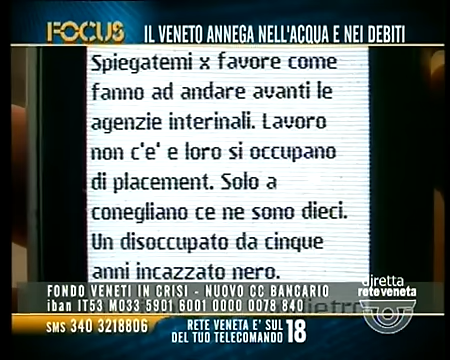 FOCUS
IL VENETO ANNEGA NELL'ACQUA E NEI DEBITI
Spiegatemi x favore come
fanno ad andare avanti le
agenzie interinali. Lavoro
non c'e' e loro si occupano
di placement. Solo a
conegliano ce ne sono dieci.
Un disoccupato da cinque
anni incazzato nero.
FONDO VENETI IN CRISI - NUOVO CC BANCARIO
iban IT53 M033 5901 6001 0000 0078 840
diretta
reteveneta
SMS 340 3218806
RETE VENETA E' SUL
DEL TUO TELECOMANDO
18